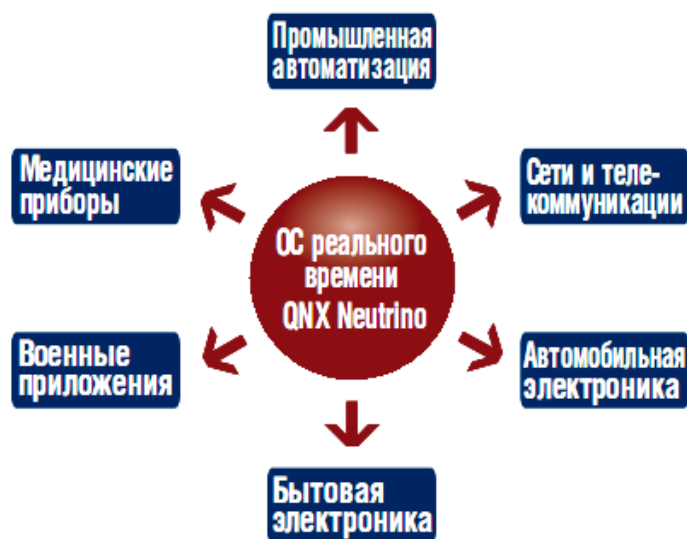 Промышленная
автоматизация
Медицинские
приборы
Сети и теле-
коммуникации
ОС реального
времени
QNX Neutrino
Военные
приложения
Автомобильная
электроника
Бытовая
электроника